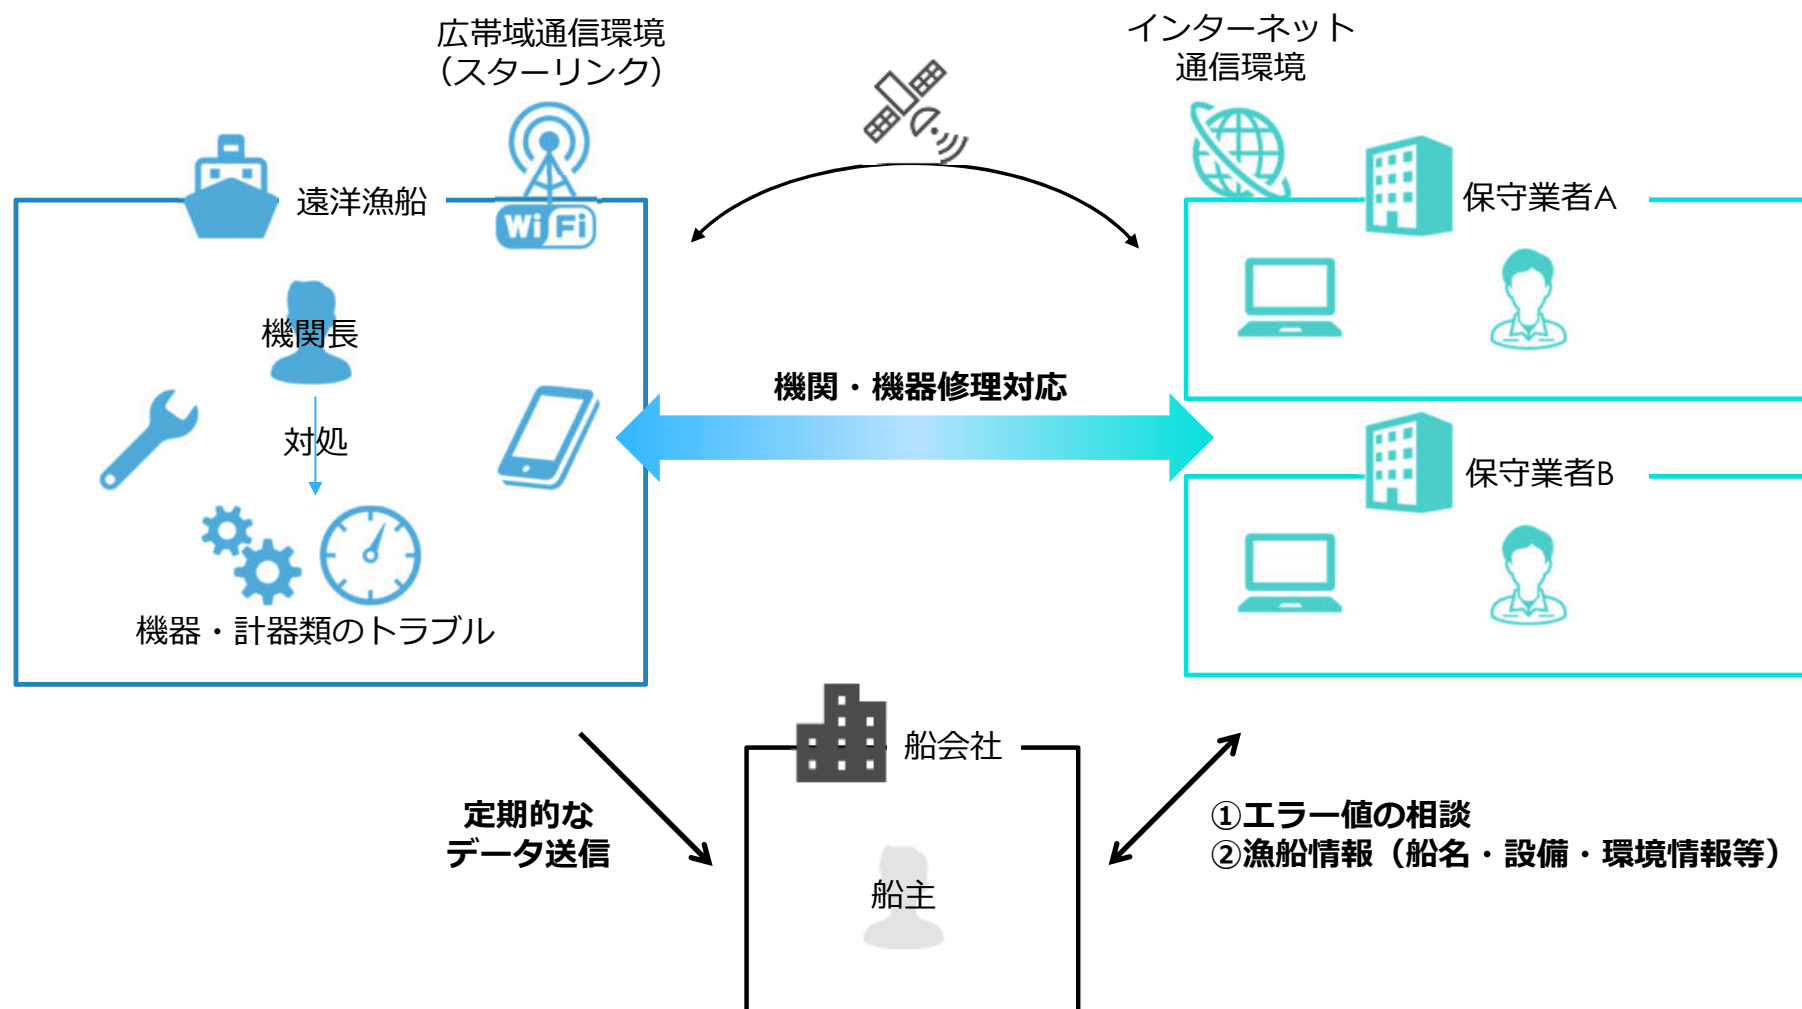 広帯域通信環境
（スターリンク）
インターネット
通信環境
遠洋漁船
WiFi
保守業者A
機関長
機関・機器修理対応
対処
保守業者B
機器・計器類のトラブル
船会社
定期的な
データ送信
①エラー値の相談
②漁船情報（船名・設備・環境情報等）
船主